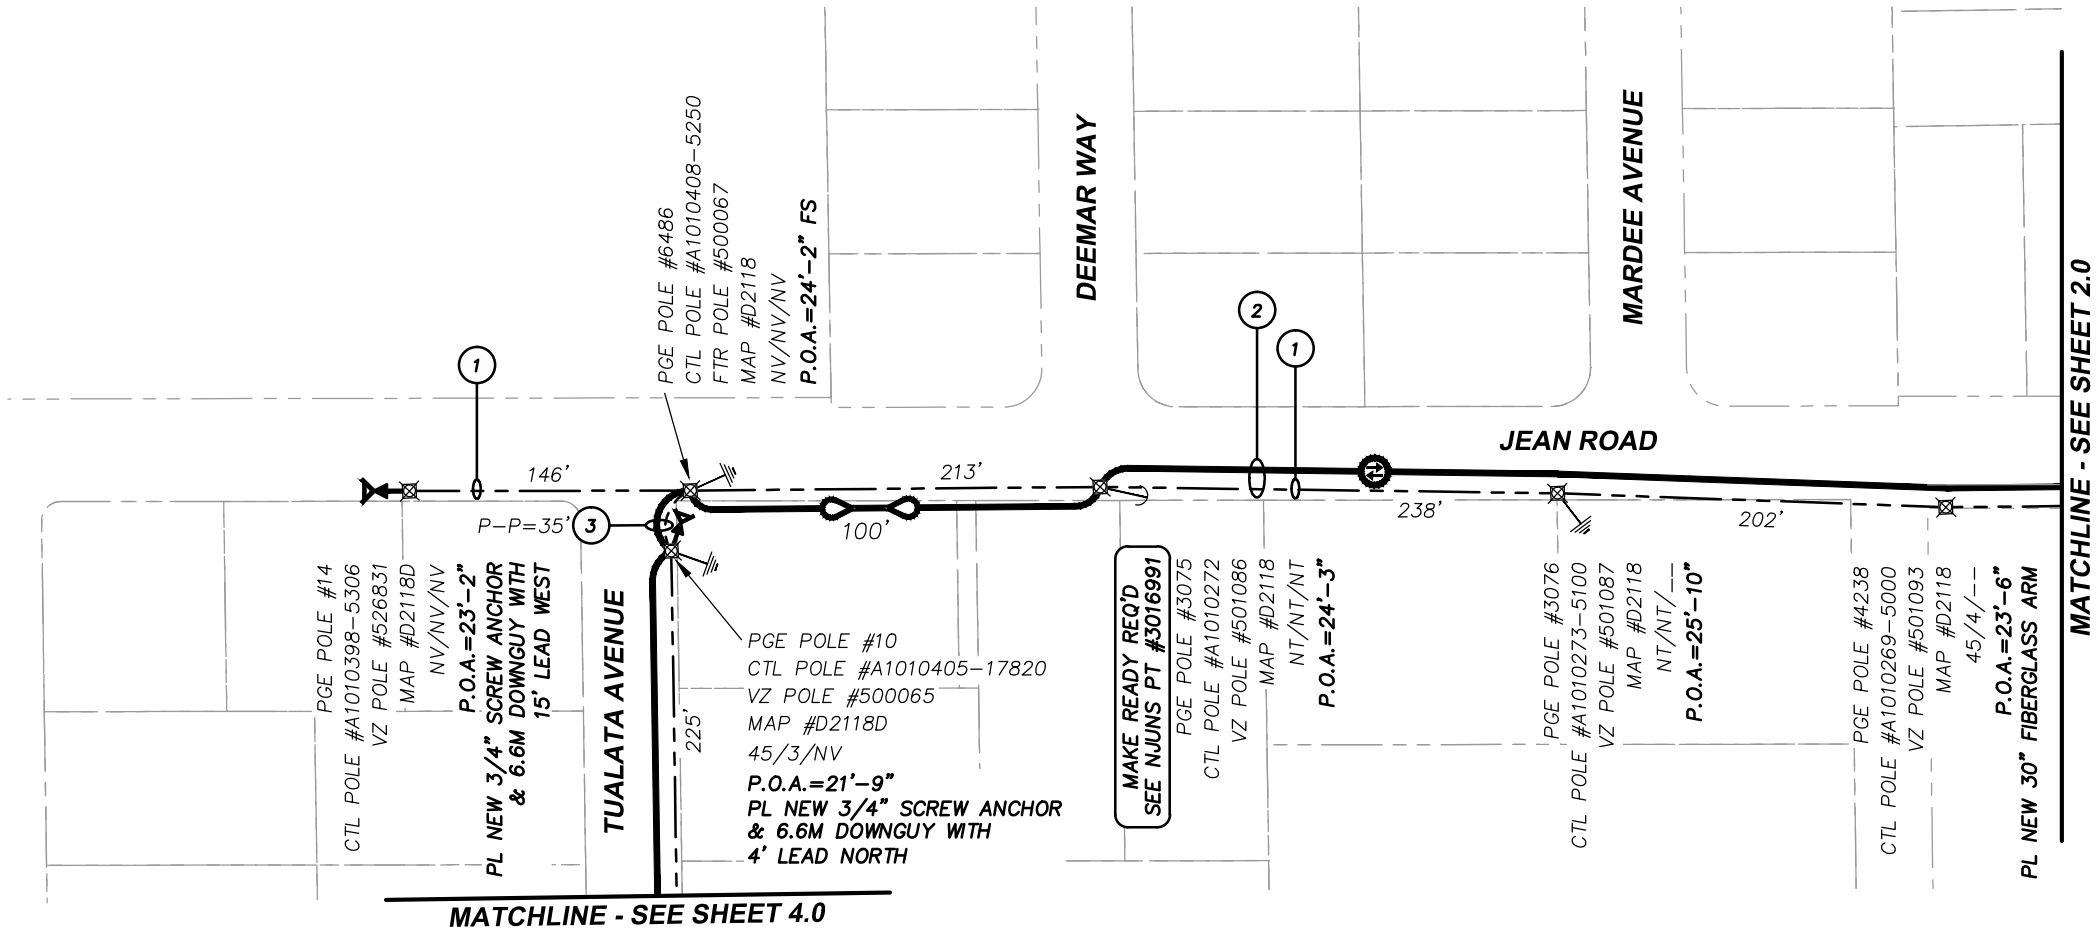 PGE POLE #6486
CTL POLE #A1010408-5250
FTR POLE #500067
MAP #D2118
NV/NV/NV
P.O.A.=24'-2" FS
DEEMAR WAY
MARDEE AVENUE
MATCHLINE - SEE SHEET 2.0
1
2
1
JEAN ROAD
146'
213'
P-P=35'
3
100'
238'
202'
PGE POLE #14
CTL POLE #A1010398-5306
VZ POLE #526831
MAP #D2118D
NV/NV/NV
P.O.A.=23'-2"
PL NEW 3/4" SCREW ANCHOR
& 6.6M DOWNGUY WITH
15' LEAD WEST
TUALATA AVENUE
225'
PGE POLE #10
CTL POLE #A1010405-17820
VZ POLE #500065
MAP #D2118D
45/3/NV
P.O.A.=21'-9"
PL NEW 3/4" SCREW ANCHOR
& 6.6M DOWNGUY WITH
4' LEAD NORTH
MAKE READY REQ'D
SEE NJUNS PT #3016991
PGE POLE #3075
CTL POLE #A1010272
VZ POLE #501086
MAP #D2118
NT/NT/NT
P.O.A.=24'-3"
PGE POLE #3076
CTL POLE #A1010273-5100
VZ POLE #501087
MAP #D2118
NT/NT/__
P.O.A.=25'-10"
PGE POLE #4238
CTL POLE #A1010269-5000
VZ POLE #501093
MAP #D2118
45/4/--
P.O.A.=23'-6"
PL NEW 30" FIBERGLASS ARM
MATCHLINE - SEE SHEET 4.0